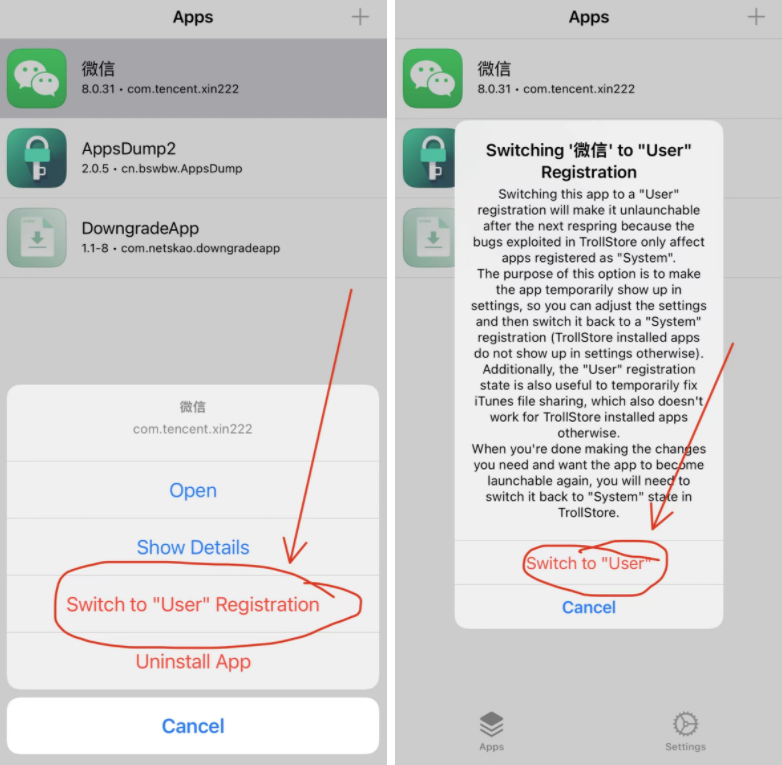 Apps
微信
8.0.31 • com.tencent.xin222
AppsDump2
2.0.5 • cn.bswbw.AppsDump
DowngradeApp
1.1-8 • com.netskao.downgradeapp
微信
com.tencent.xin222
Open
Show Details
Switch to "User" Registration
Uninstall App
Cancel
Apps
微信
8.0.31 • com.tencent.xin222
Switching '微信' to "User"
Registration
Switching this app to a "User"
registration will make it unlaunchable
after the next respring because the
bugs exploited in TrollStore only affect
apps registered as "System".
The purpose of this option is to make
the app temporarily show up in
settings, so you can adjust the settings
and then switch it back to a "System"
registration (TrollStore installed apps
do not show up in settings otherwise).
Additionally, the "User" registration
state is also useful to temporarily fix
iTunes file sharing, which also doesn't
work for TrollStore installed apps
otherwise.
When you're done making the changes
you need and want the app to become
launchable again, you will need to
switch it back to "System" state in
TrollStore.
Switch to "User"
Cancel
Apps
Settings